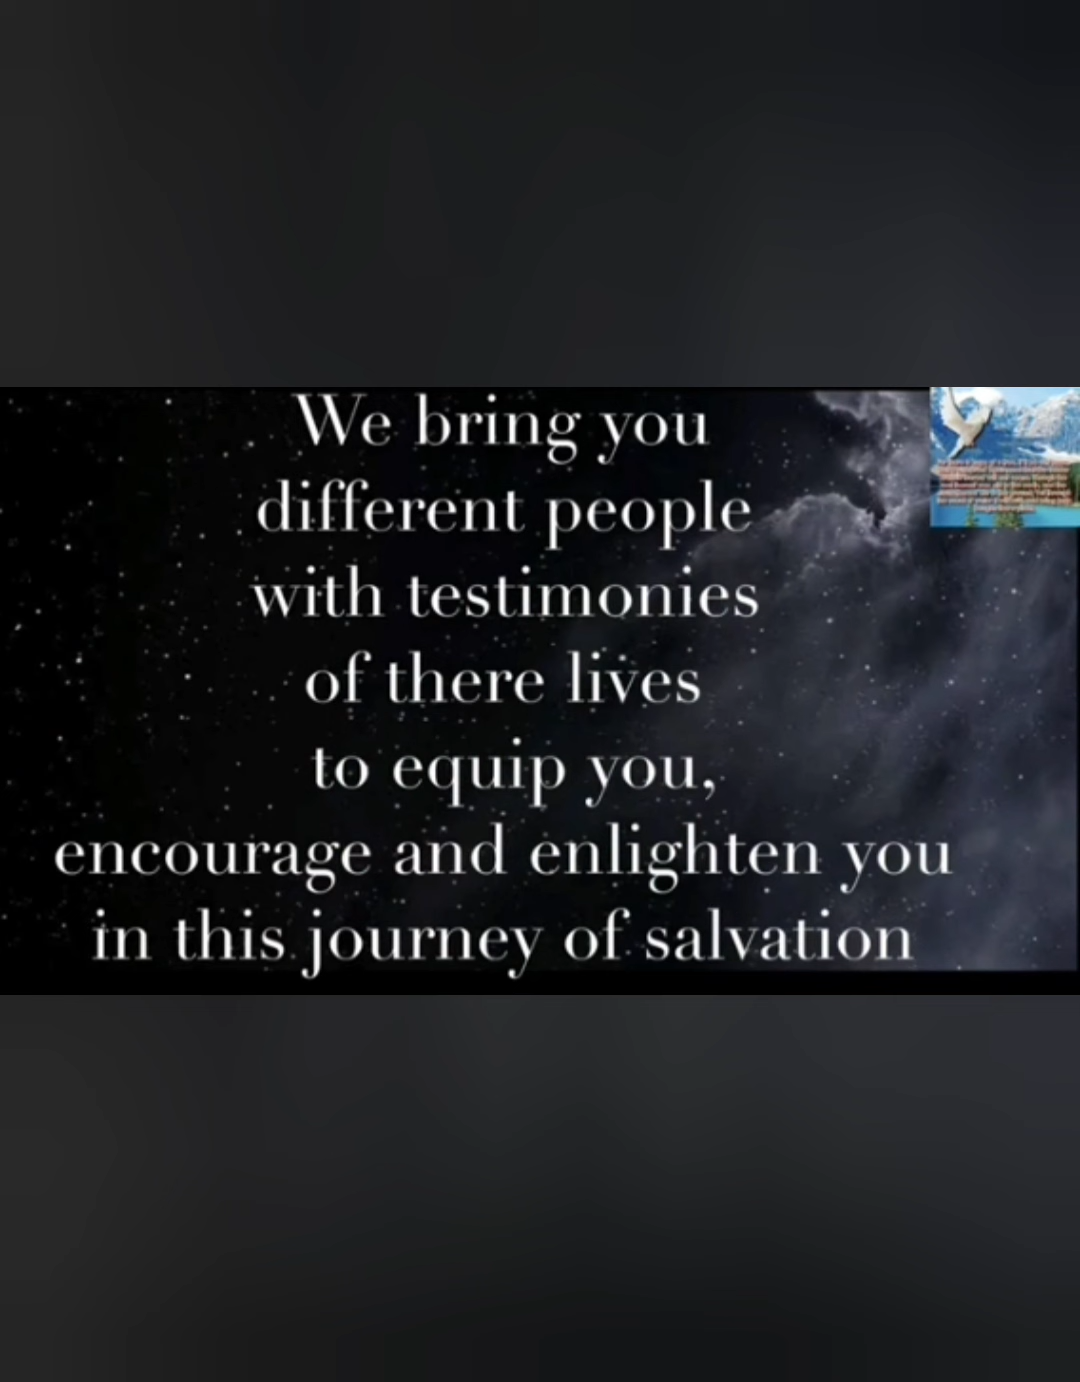 We bring you
different people
with testimonies
of there lives
to equip you,
encourage and enlighten you
in this journey of salvation